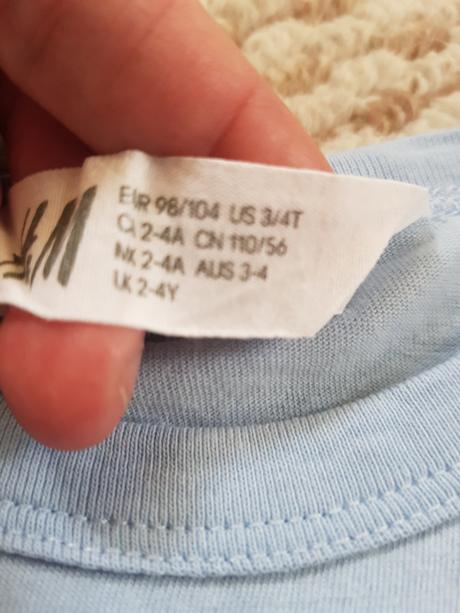 H&M
EUR 98/104 US 3/4T
CL 2-4A CN 110/56
MX 2-4A AUS 3-4
UK 2-4Y